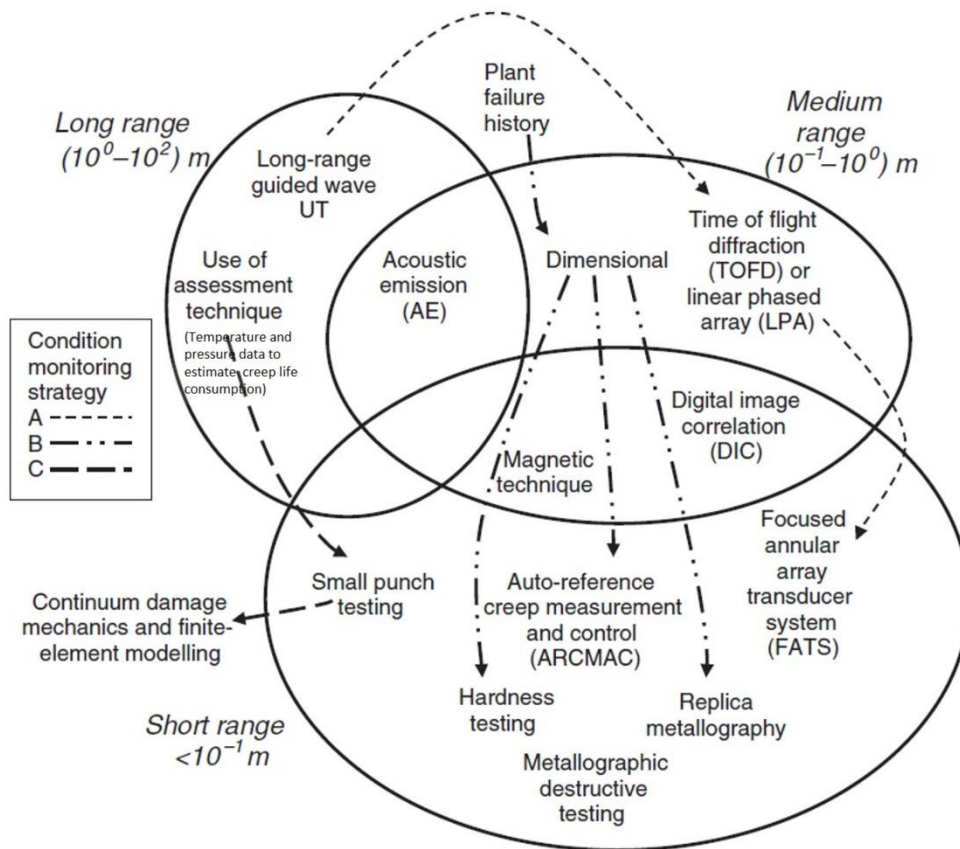 Plant
failure
history
Long range
(10⁰–10²) m
Medium
range
(10⁻¹–10⁰) m
Long-range
guided wave
UT
Use of
assessment
technique
(Temperature and
pressure data to
estimate creep life
consumption)
Acoustic
emission
(AE)
Dimensional
Time of flight
diffraction
(TOFD) or
linear phased
array (LPA)
Condition
monitoring
strategy
A
B
C
Digital image
correlation
(DIC)
Magnetic
technique
Focused
annular
array
transducer
system
(FATS)
Small punch
testing
Auto-reference
creep measurement
and control
(ARCMAC)
Continuum damage
mechanics and finite-
element modelling
Hardness
testing
Replica
metallography
Short range
<10⁻¹ m
Metallographic
destructive
testing